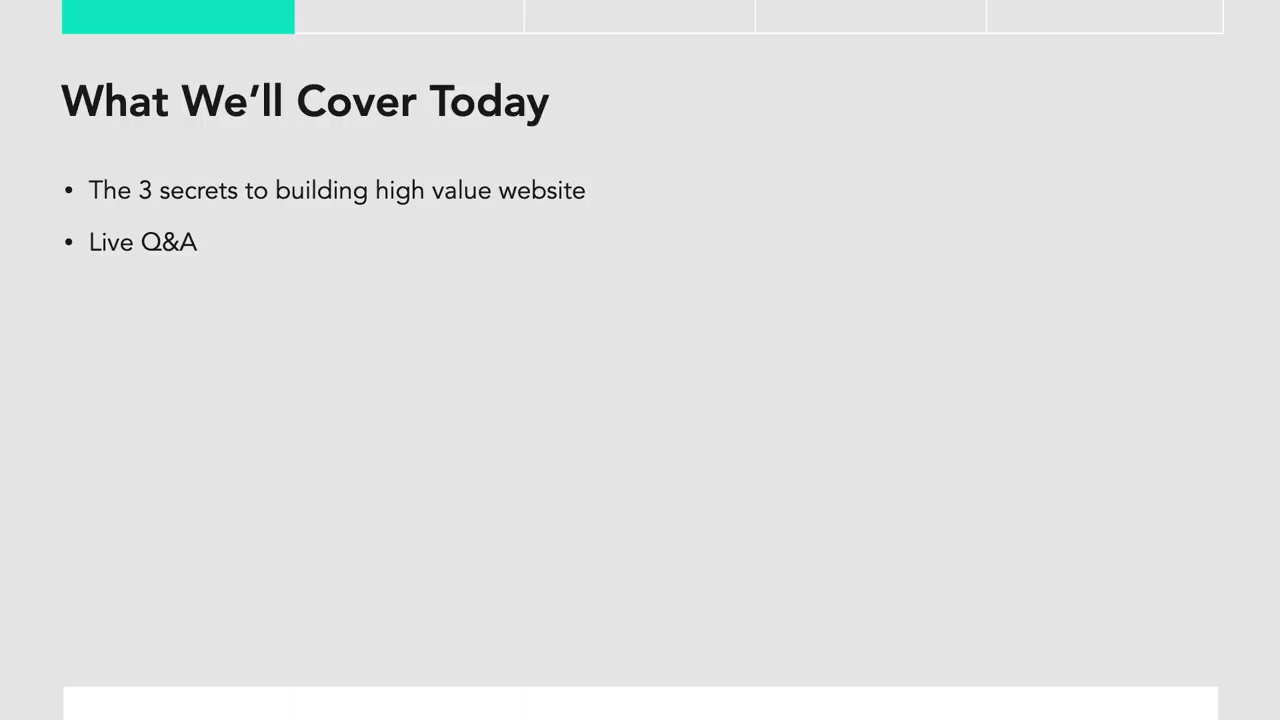 What We’ll Cover Today
• The 3 secrets to building high value website
• Live Q&A